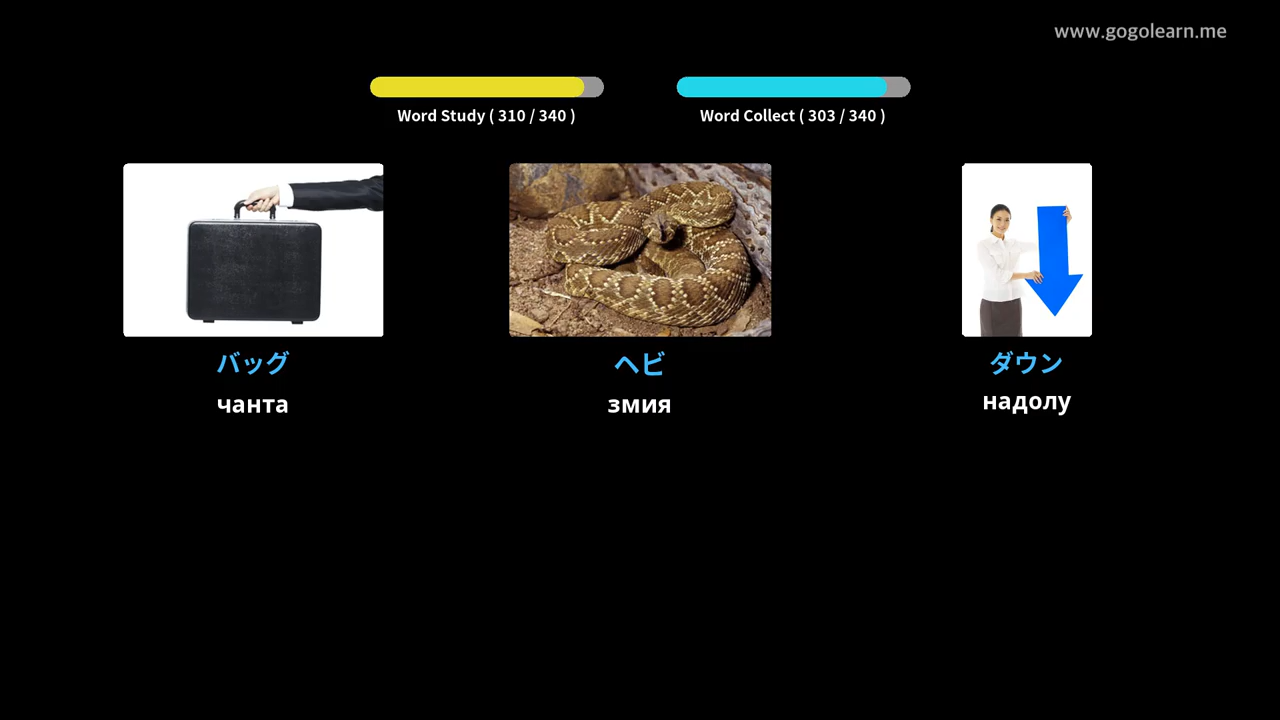 www.gogolearn.me
Word Study ( 310 / 340 )
Word Collect ( 303 / 340 )
バッグ
чанта
ヘビ
змия
ダウン
надолу